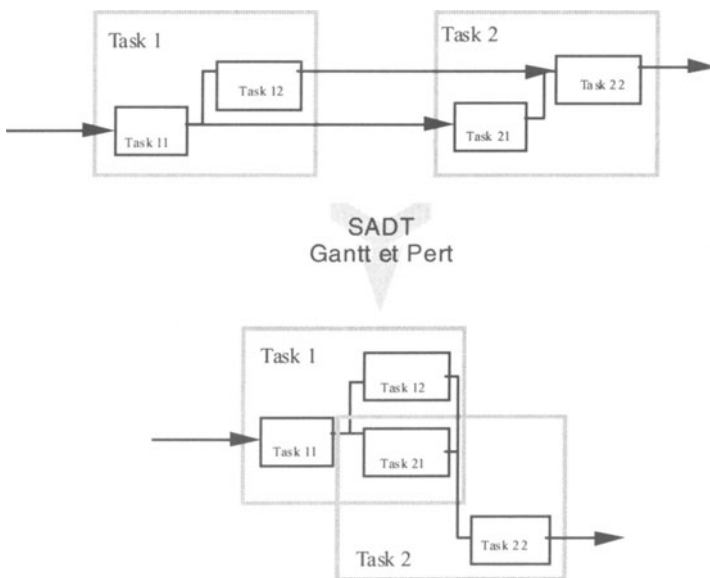 Task 1
Task 2
Task 12
Task 22
Task 11
Task 21
SADT
Gantt et Pert
Task 1
Task 12
Task 11
Task 21
Task 22
Task 2